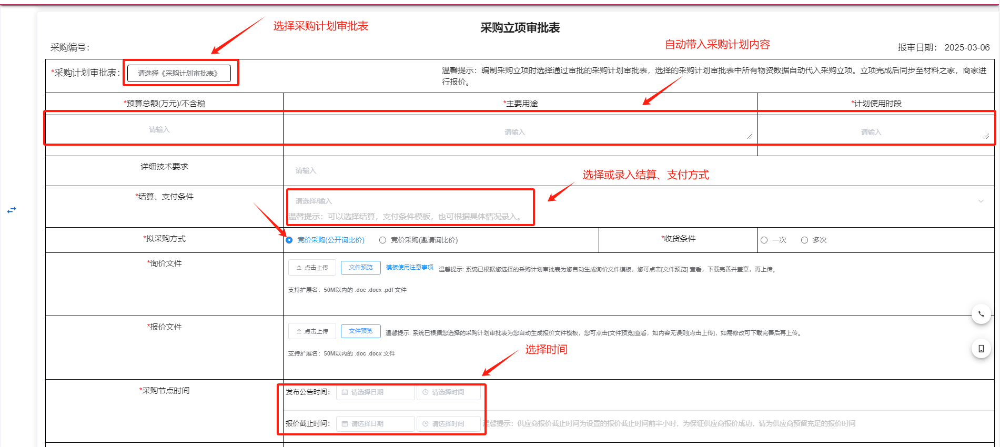 选择采购计划审批表
采购立项审批表
自动带入采购计划内容
采购编号：
报审日期： 2025-03-06
*采购计划审批表：
请选择《采购计划审批表》
温馨提示：编制采购立项时选择通过审批的采购计划审批表，选择的采购计划审批表中所有物资数据自动代入采购立项。立项完成后同步至材料之家，商家进
行报价。
*预算总额(万元)/不含税
*主要用途
*计划使用时段
请输入
请输入
请输入
详细技术要求
请输入
选择或录入结算、支付方式
*结算、支付条件
请选择/输入
温馨提示：可以选择结算，支付条件模板，也可根据具体情况录入。
*拟采购方式
竞价采购(公开询比价)
竞价采购(邀请询比价)
*收货条件
一次
多次
*询价文件
点击上传
文件预览
模板使用注意事项
温馨提示: 系统已根据您选择的采购计划审批表为您自动生成询价文件模板，您可点击[文件预览] 查看，下载完善并盖章，再上传。
支持扩展名：50M以内的 .doc .docx .pdf 文件
*报价文件
点击上传
文件预览
温馨提示: 系统已根据您选择的采购计划审批表为您自动生成报价文件模板，您可点击[文件预览]查看，如内容无误则[点击上传]，如需修改可下载完善后再上传。
支持扩展名：50M以内的 .doc .docx 文件
选择时间
*采购节点时间
发布公告时间：
请选择日期
请选择时间
报价截止时间：
请选择日期
请选择时间
温馨提示：供应商报价截止时间为设置的报价截止时间前半小时，为保证供应商报价成功，请为供应商预留充足的报价时间